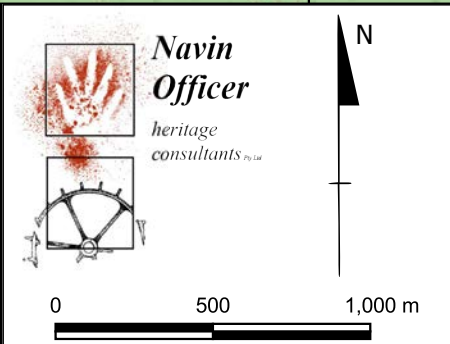 Navin
Officer
heritage
consultants Pty Ltd
N
0 500 1,000 m